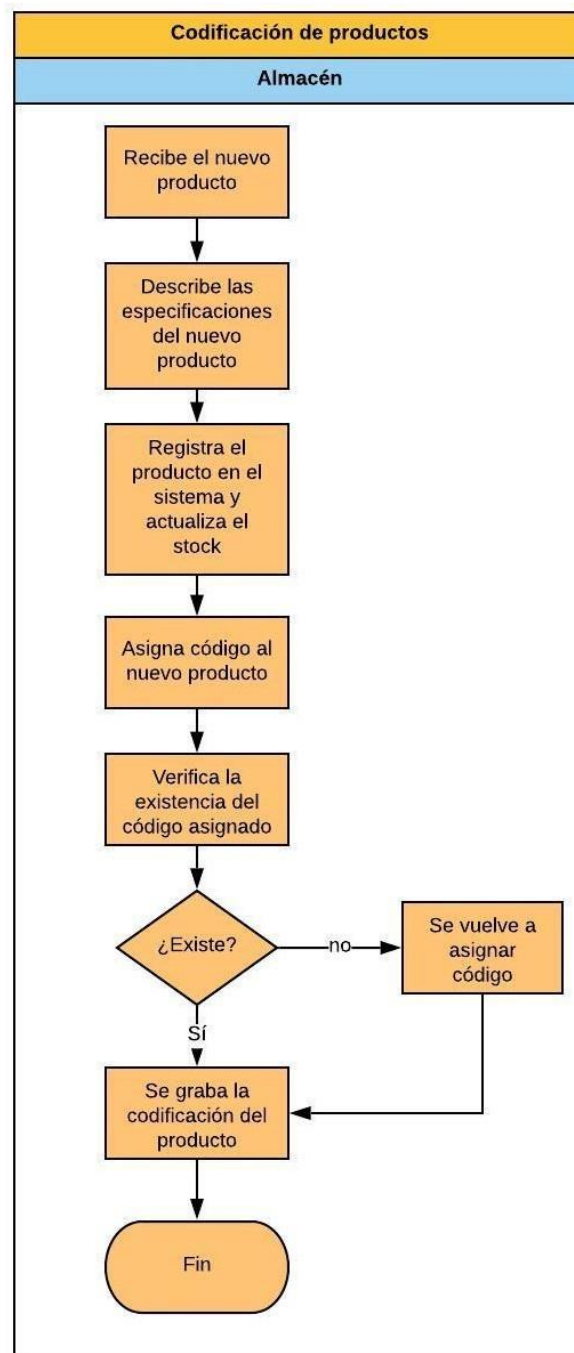 Codificación de productos
Almacén
Recibe el nuevo
producto
Describe las
especificaciones
del nuevo
producto
Registra el
producto en el
sistema y
actualiza el
stock
Asigna código al
nuevo producto
Verifica la
existencia del
código asignado
¿Existe?
no
Se vuelve a
asignar
código
Sí
Se graba la
codificación del
producto
Fin